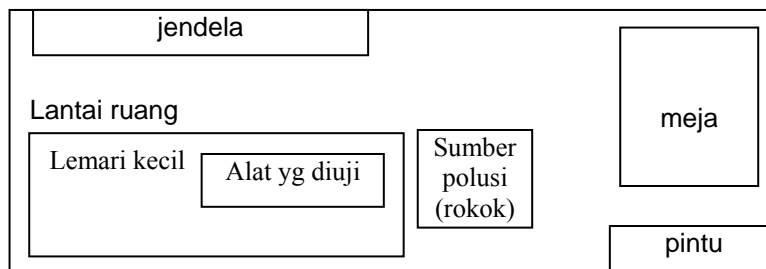 jendela
Lantai ruang
meja
Lemari kecil
Alat yg diuji
Sumber
polusi
(rokok)
pintu